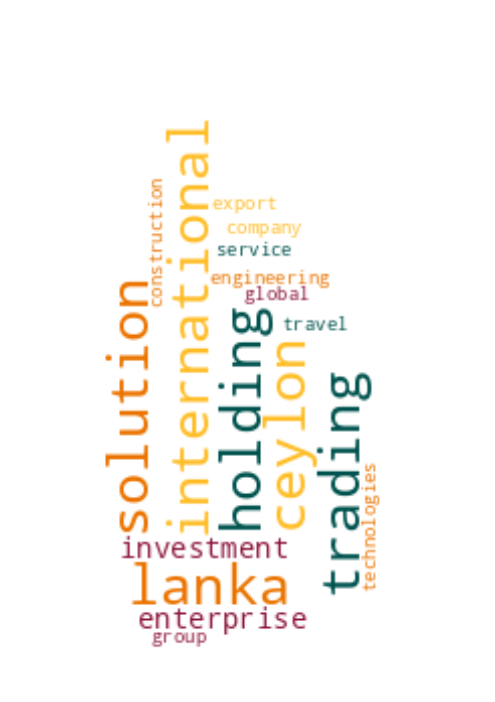 construction
international
export
company
service
engineering
global
solution
holding
travel
ceylon
trading
technologies
investment
lanka
enterprise
group